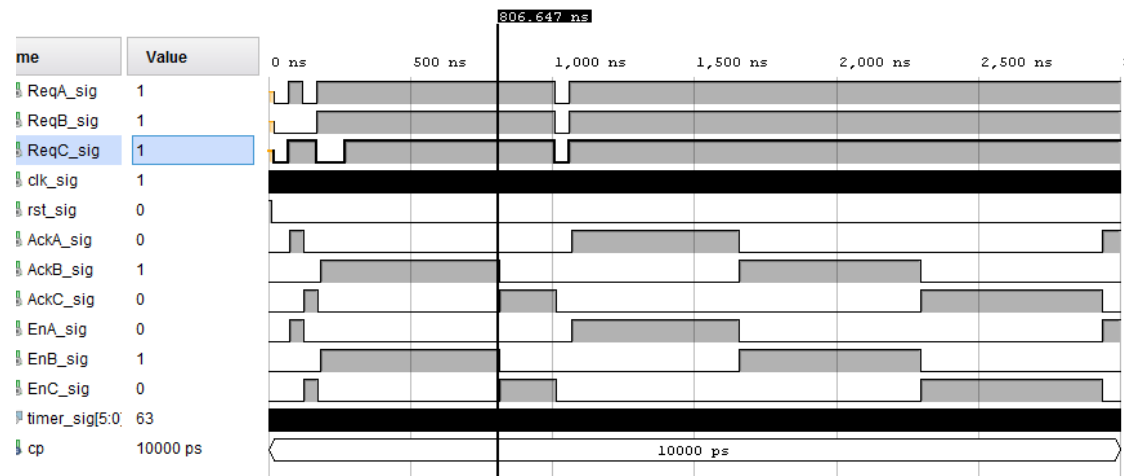 806.647 ns
me Value 0 ns 500 ns 1,000 ns 1,500 ns 2,000 ns 2,500 ns
ReqA_sig 1
ReqB_sig 1
ReqC_sig 1
clk_sig 1
rst_sig 0
AckA_sig 0
AckB_sig 1
AckC_sig 0
EnA_sig 0
EnB_sig 1
EnC_sig 0
timer_sig[5:0 63
cp 10000 ps 10000 ps